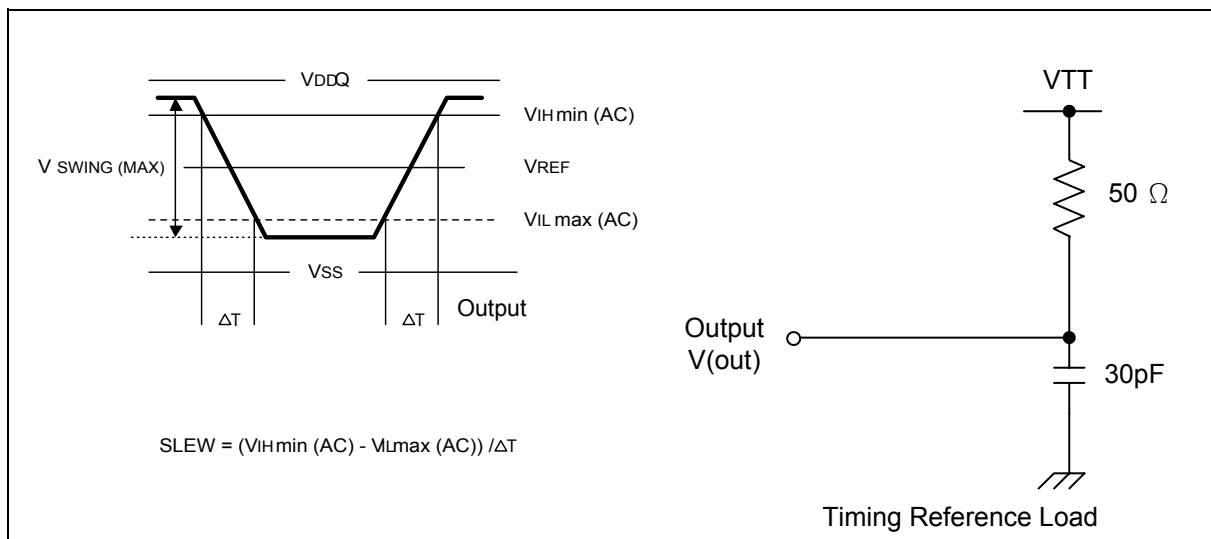 VDDQ
VIH min (AC)
V SWING (MAX)
VREF
VIL max (AC)
VSS
ΔT
ΔT
Output
SLEW = (VIH min (AC) - VILmax (AC)) /ΔT
VTT
50 Ω
Output
V(out)
30pF
Timing Reference Load